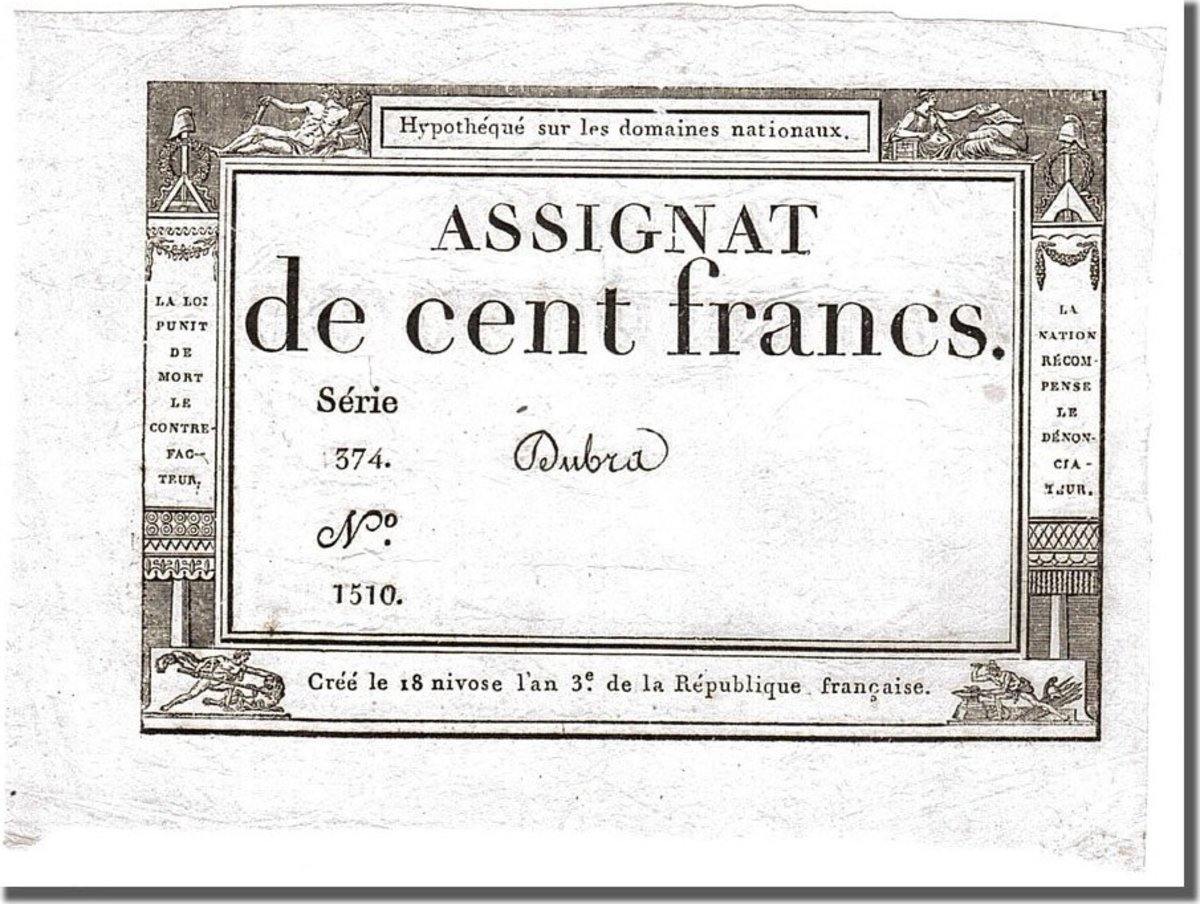 Hypothéqué sur les domaines nationaux.
ASSIGNAT
de cent francs.
Série
374.
Dubra
Nº.
1510.
LA LOI
PUNIT
DE
MORT
LE
CONTRE-
FAC-
TEUR.
LA
NATION
RÉCOM-
PENSE
LE
DÉNON-
CIA-
TEUR.
Créé le 18 nivose l'an 3e. de la République française.